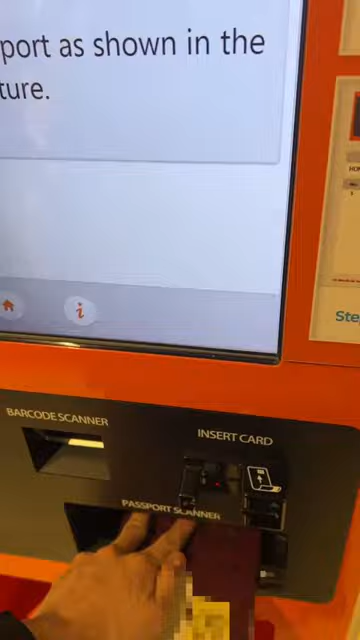 port as shown in the
ture.
Ste
BARCODE SCANNER
INSERT CARD
PASSPORT SCANNER